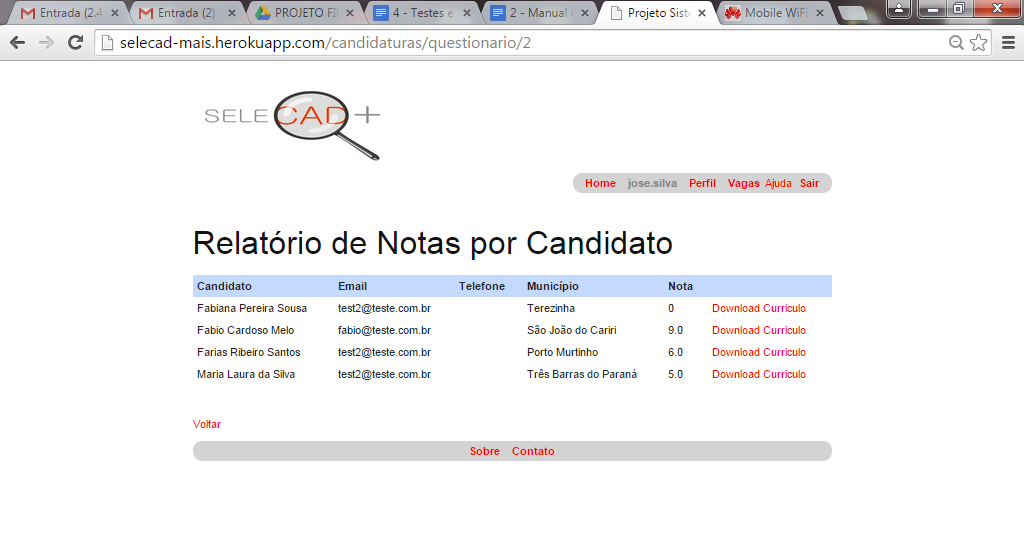 Entrada (2.4
Entrada (2)
PROJETO FI
4 - Testes e
2 - Manual
Projeto Sist
Mobile WiFi
selecad-mais.herokuapp.com/candidaturas/questionario/2
SELECAD+
Home jose.silva Perfil Vagas Ajuda Sair
Relatório de Notas por Candidato
Candidato Email Telefone Município Nota
Fabiana Pereira Sousa test2@teste.com.br Terezinha 0 Download Curriculo
Fabio Cardoso Melo fabio@teste.com.br São João do Cariri 9.0 Download Curriculo
Farias Ribeiro Santos test2@teste.com.br Porto Murtinho 6.0 Download Curriculo
Maria Laura da Silva test2@teste.com.br Três Barras do Paraná 5.0 Download Curriculo
Voltar
Sobre Contato